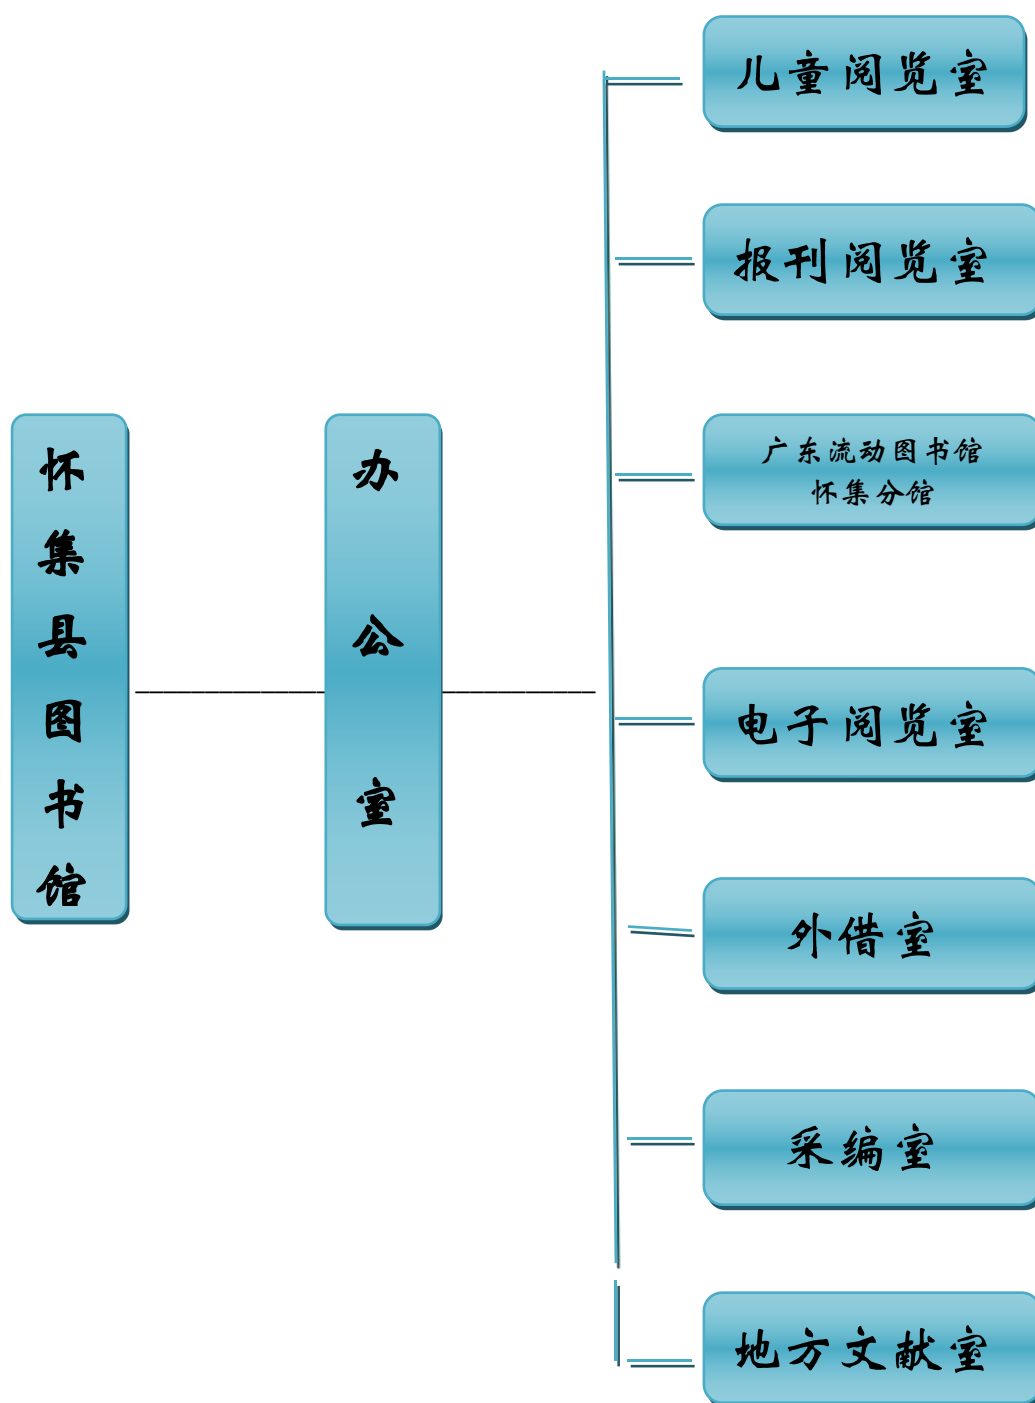 怀集县图书馆
办公室
儿童阅览室
报刊阅览室
广东流动图书馆
怀集分馆
电子阅览室
外借室
采编室
地方文献室